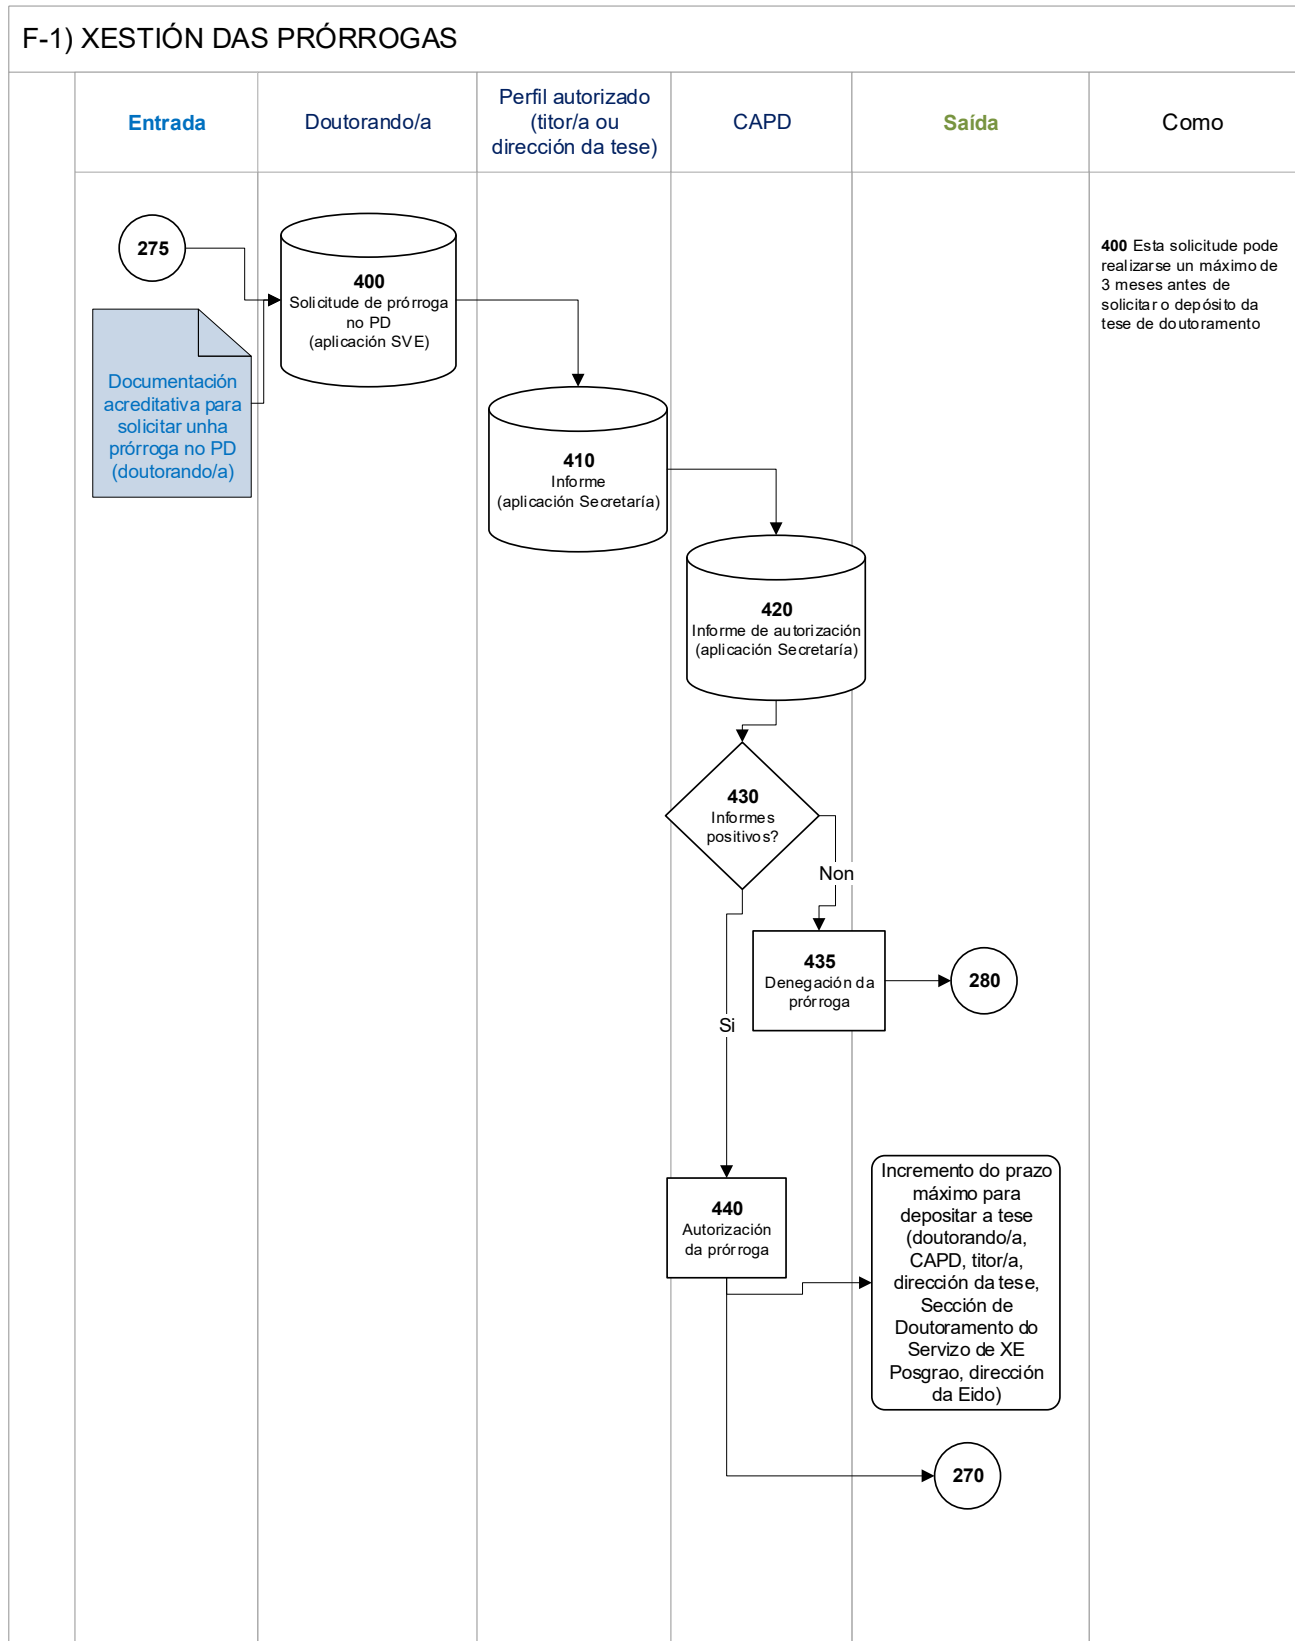 F-1) XESTIÓN DAS PRÓRROGAS
Entrada
Doutorando/a
Perfil autorizado
(titor/a ou
dirección da tese)
CAPD
Saída
Como
275
Documentación
acreditativa para
solicitar unha
prórroga no PD
(doutorando/a)
400
Solicitude de prórroga
no PD
(aplicación SVE)
400 Esta solicitude pode
realizarse un máximo de
3 meses antes de
solicitar o depósito da
tese de doutoramento
410
Informe
(aplicación Secretaría)
420
Informe de autorización
(aplicación Secretaría)
430
Informes
positivos?
Non
435
Denegación da
prórroga
280
Si
440
Autorización
da prórroga
Incremento do prazo
máximo para
depositar a tese
(doutorando/a,
CAPD, titor/a,
dirección da tese,
Sección de
Doutoramento do
Servizo de XE
Posgrao, dirección
da Eido)
270